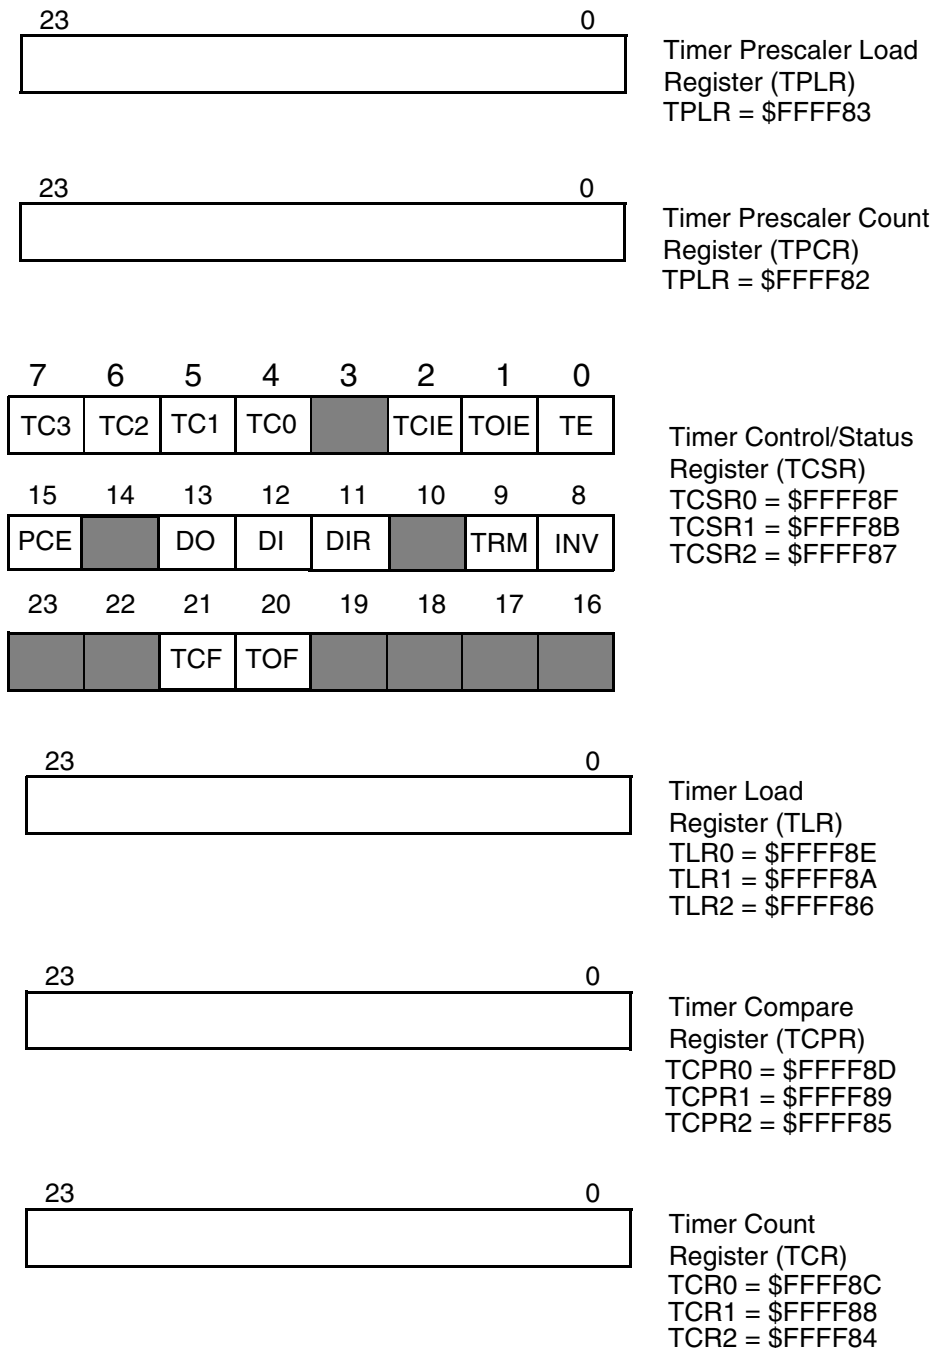 23 0
Timer Prescaler Load
Register (TPLR)
TPLR = $FFFF83
23 0
Timer Prescaler Count
Register (TPCR)
TPLR = $FFFF82
7 6 5 4 3 2 1 0
TC3 TC2 TC1 TC0 TCIE TOIE TE
15 14 13 12 11 10 9 8
PCE DO DI DIR TRM INV
23 22 21 20 19 18 17 16
TCF TOF
Timer Control/Status
Register (TCSR)
TCSR0 = $FFFF8F
TCSR1 = $FFFF8B
TCSR2 = $FFFF87
23 0
Timer Load
Register (TLR)
TLR0 = $FFFF8E
TLR1 = $FFFF8A
TLR2 = $FFFF86
23 0
Timer Compare
Register (TCPR)
TCPR0 = $FFFF8D
TCPR1 = $FFFF89
TCPR2 = $FFFF85
23 0
Timer Count
Register (TCR)
TCR0 = $FFFF8C
TCR1 = $FFFF88
TCR2 = $FFFF84